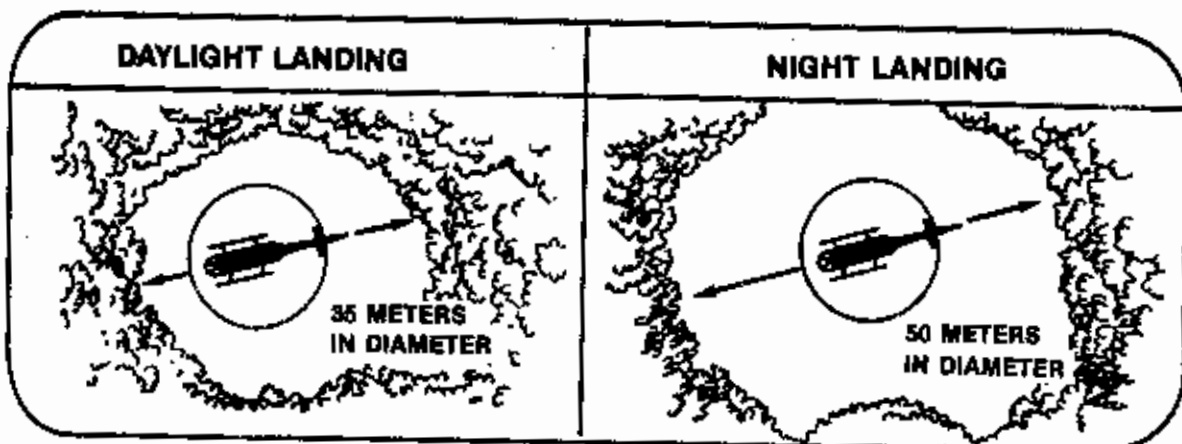 DAYLIGHT LANDING
NIGHT LANDING
35 METERS
IN DIAMETER
50 METERS
IN DIAMETER